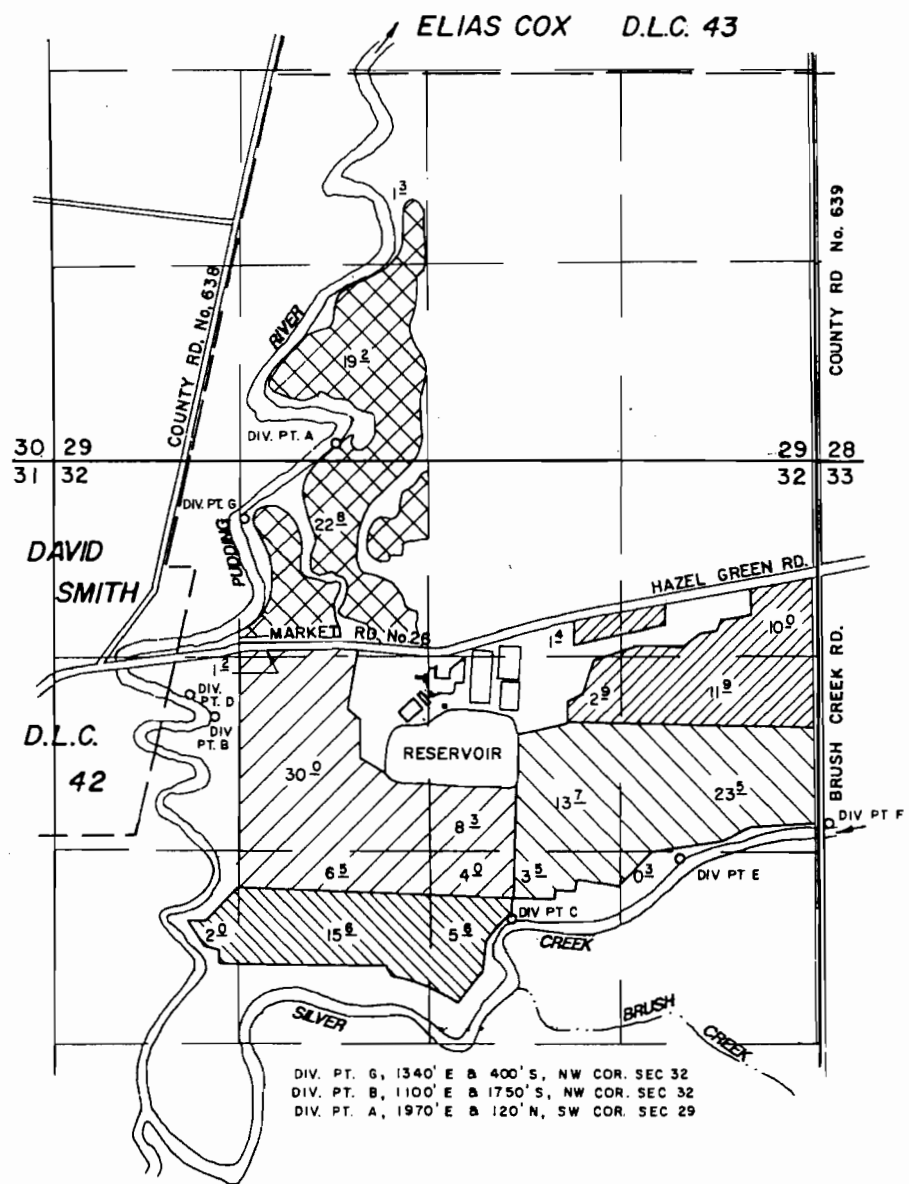 ELIAS COX D.L.C. 43
COUNTY RD. No. 638
COUNTY RD No. 639
1 3
RIVER
19 2
DIV. PT. A
30 29
31 32
29 28
32 33
DIV. PT. G
PUDDING
22 8
DAVID
SMITH
HAZEL GREEN RD.
MARKET RD. No. 26
1 4
10 0
1 2
DIV.
PT. D
DIV
PT. B
2 9
11 9
BRUSH CREEK RD.
D.L.C.
42
RESERVOIR
30 0
13 7
23 5
8 3
DIV PT F
6 5
4 0
3 5
0 3
DIV PT E
DIV PT C
2 0
15 6
5 6
CREEK
SILVER
BRUSH
CREEK
DIV. PT. G, 1340' E & 400' S, NW COR. SEC 32
DIV. PT. B, 1100' E & 1750' S, NW COR. SEC 32
DIV. PT. A, 1970' E & 120' N, SW COR. SEC 29